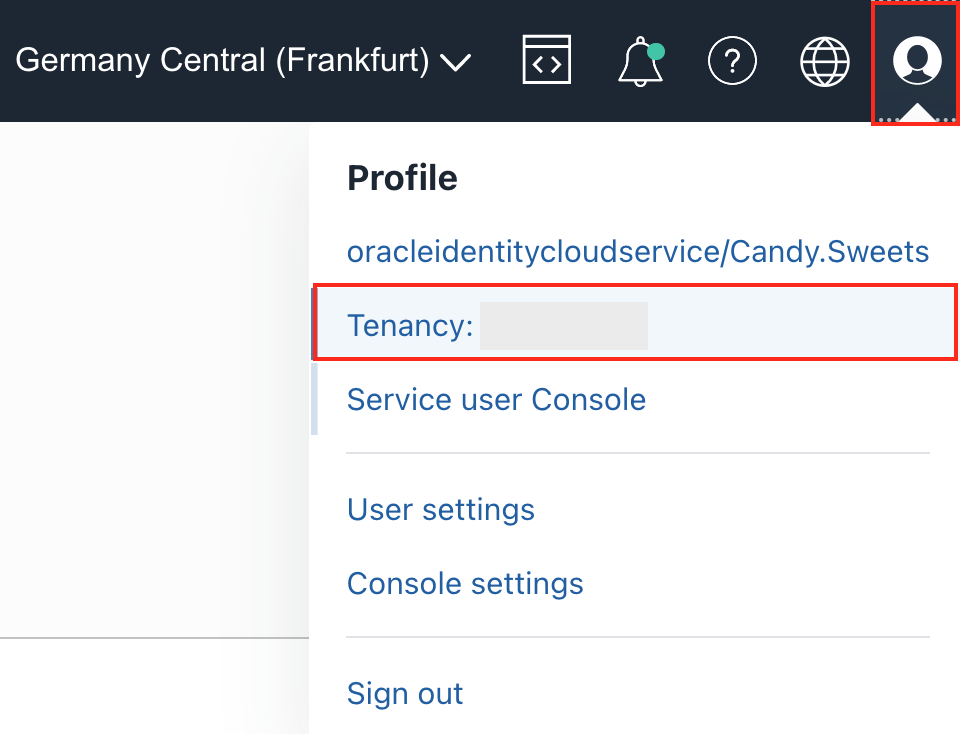 Germany Central (Frankfurt)
Profile
oracleidentitycloudservice/Candy.Sweets
Tenancy:
Service user Console
User settings
Console settings
Sign out